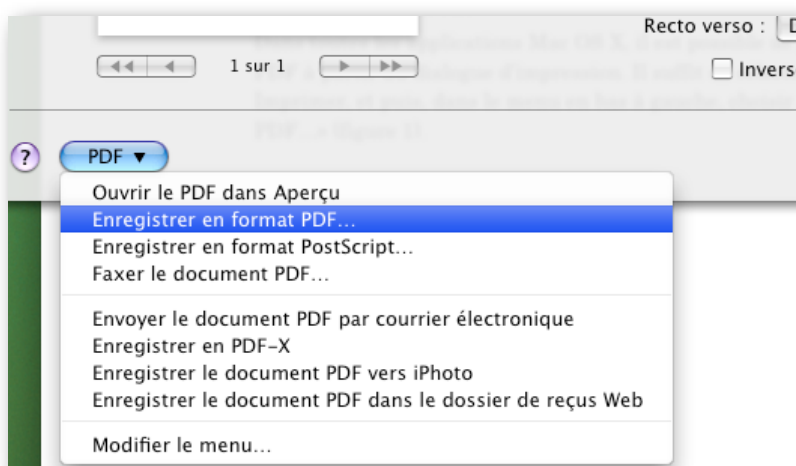 Recto verso :
1 sur 1
Invers
? PDF ▼
Ouvrir le PDF dans Aperçu
Enregistrer en format PDF...
Enregistrer en format PostScript...
Faxer le document PDF...
Envoyer le document PDF par courrier électronique
Enregistrer en PDF-X
Enregistrer le document PDF vers iPhoto
Enregistrer le document PDF dans le dossier de reçus Web
Modifier le menu...